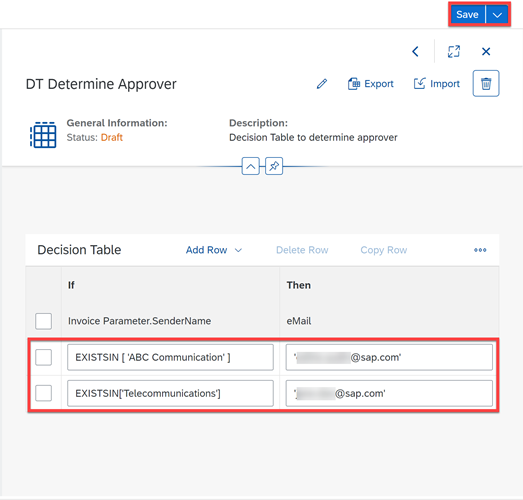 Save
DT Determine Approver
Export
Import
General Information:
Status: Draft
Description:
Decision Table to determine approver
Decision Table
Add Row
Delete Row
Copy Row
If
Then
Invoice Parameter.SenderName
eMail
EXISTSIN [ 'ABC Communication' ]
'@sap.com'
EXISTSIN['Telecommunications']
'@sap.com'